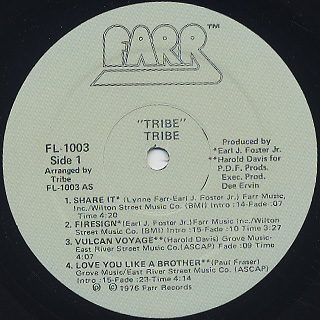 FARR™
"TRIBE"
TRIBE
FL-1003
Side 1
Arranged by
Tribe
FL-1003 AS
Produced by
*Earl J. Foster Jr.
**Harold Davis for
P.D.F. Prods.
Exec. Prod.
Dee Ervin
1. SHARE IT* (Lynne Farr-Earl J. Foster Jr.) Farr Music,
Inc./Wilton Street Music Co. (BMI) Intro :14-Fade :07
Time 4:20
2. FIRESIGN*(Earl J. Foster Jr.)Farr Music Inc./Wilton
Street Music Co. (BMI) Intro :15-Fade :10 Time 3:27
3. VULCAN VOYAGE**(Harold Davis) Grove Music-
East River Street Music Co. (ASCAP) Fade :09 Time
4:07
4. LOVE YOU LIKE A BROTHER**(Paul Fraser)
Grove Music/East River Street Music Co. (ASCAP)
Intro :15-Fade :23 Time 4:14
© ℗ 1976 Farr Records